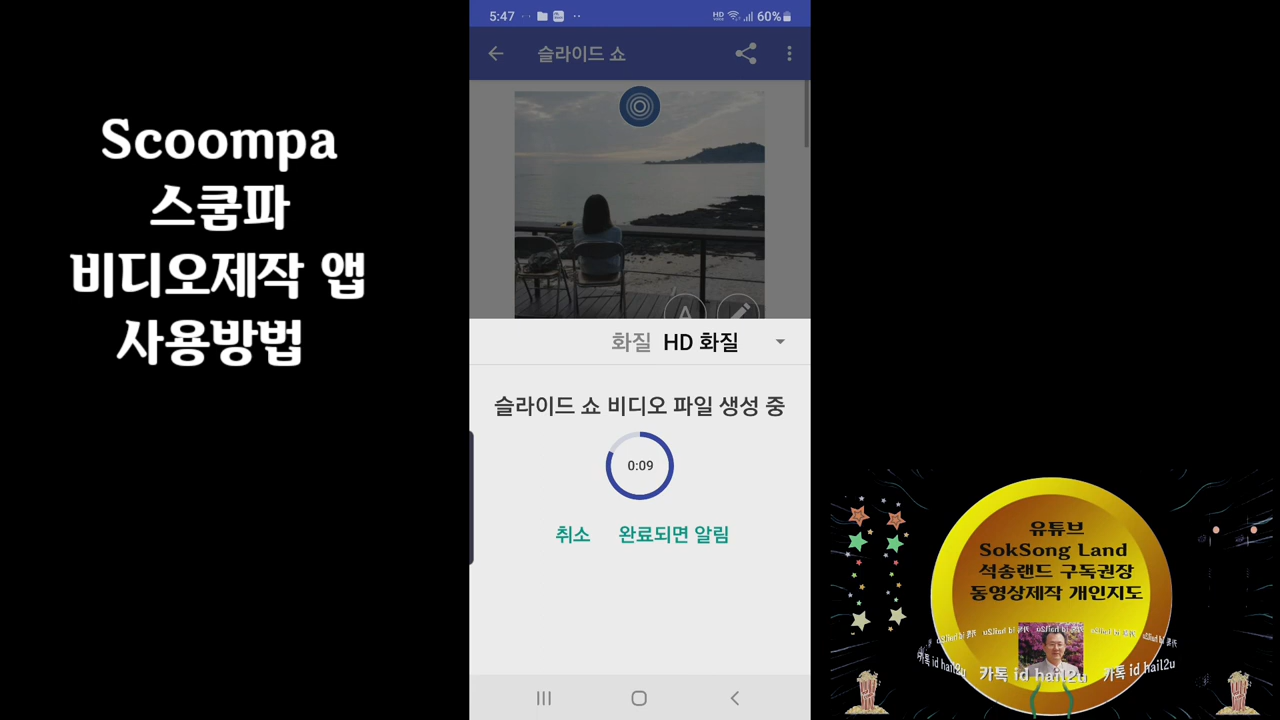 Scoompa
스쿰파
비디오제작 앱
사용방법
5:47
60%
슬라이드 쇼
A
화질 HD 화질
슬라이드 쇼 비디오 파일 생성 중
0:09
취소 완료되면 알림
유튜브
SokSong Land
석송랜드 구독권장
동영상제작 개인지도
카톡 id hail2u 카톡 id hail2u 카톡 id hail2u